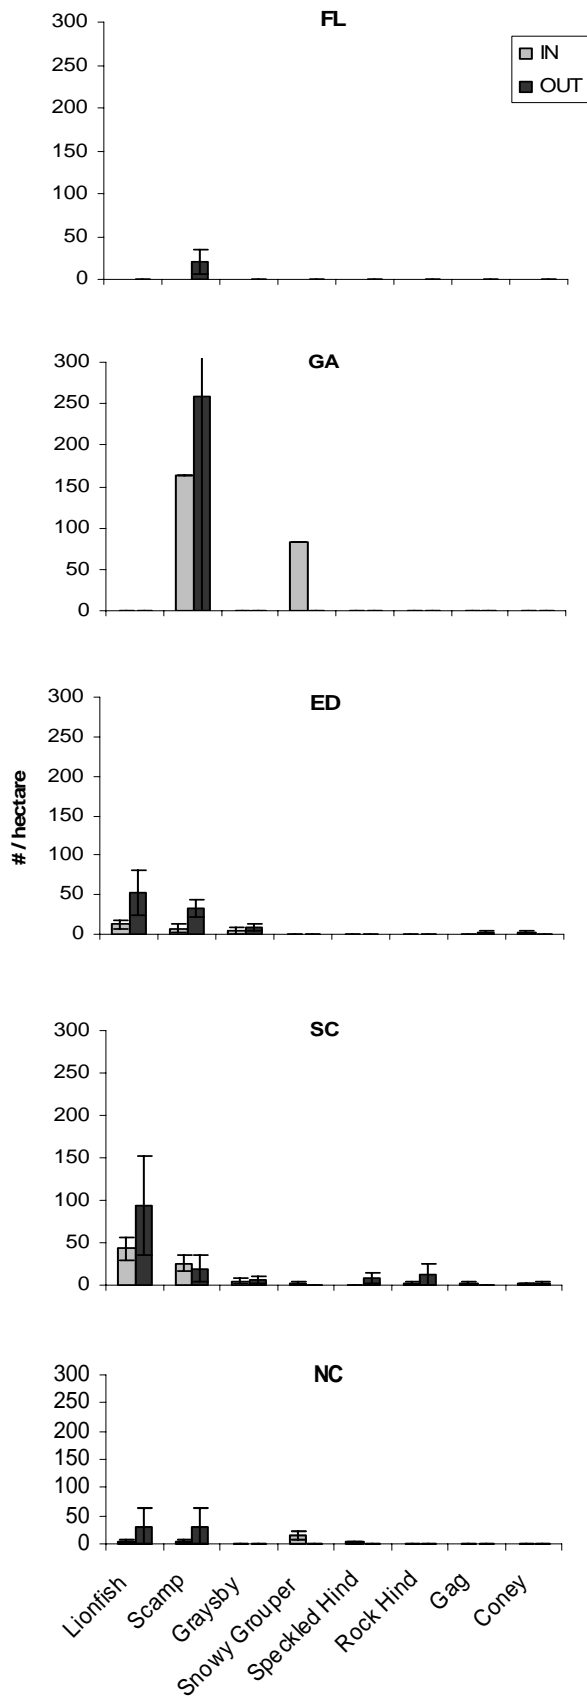 FL
300
250
200
150
100
50
0
IN
OUT
GA
300
250
200
150
100
50
0
ED
300
250
200
150
100
50
0
# / hectare
SC
300
250
200
150
100
50
0
NC
300
250
200
150
100
50
0
Lionfish
Scamp
Graysby
Snowy Grouper
Speckled Hind
Rock Hind
Gag
Coney